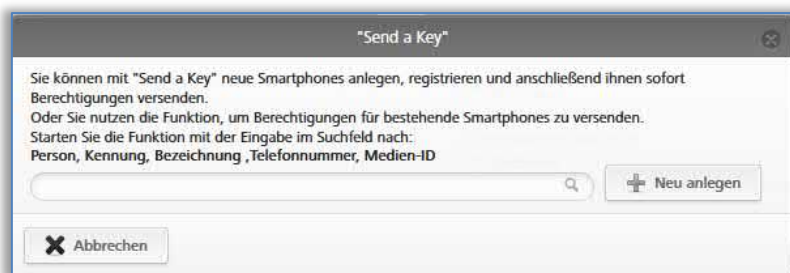 "Send a Key"
Sie können mit "Send a Key" neue Smartphones anlegen, registrieren und anschließend ihnen sofort
Berechtigungen versenden.
Oder Sie nutzen die Funktion, um Berechtigungen für bestehende Smartphones zu versenden.
Starten Sie die Funktion mit der Eingabe im Suchfeld nach:
Person, Kennung, Bezeichnung ,Telefonnummer, Medien-ID
Neu anlegen
Abbrechen